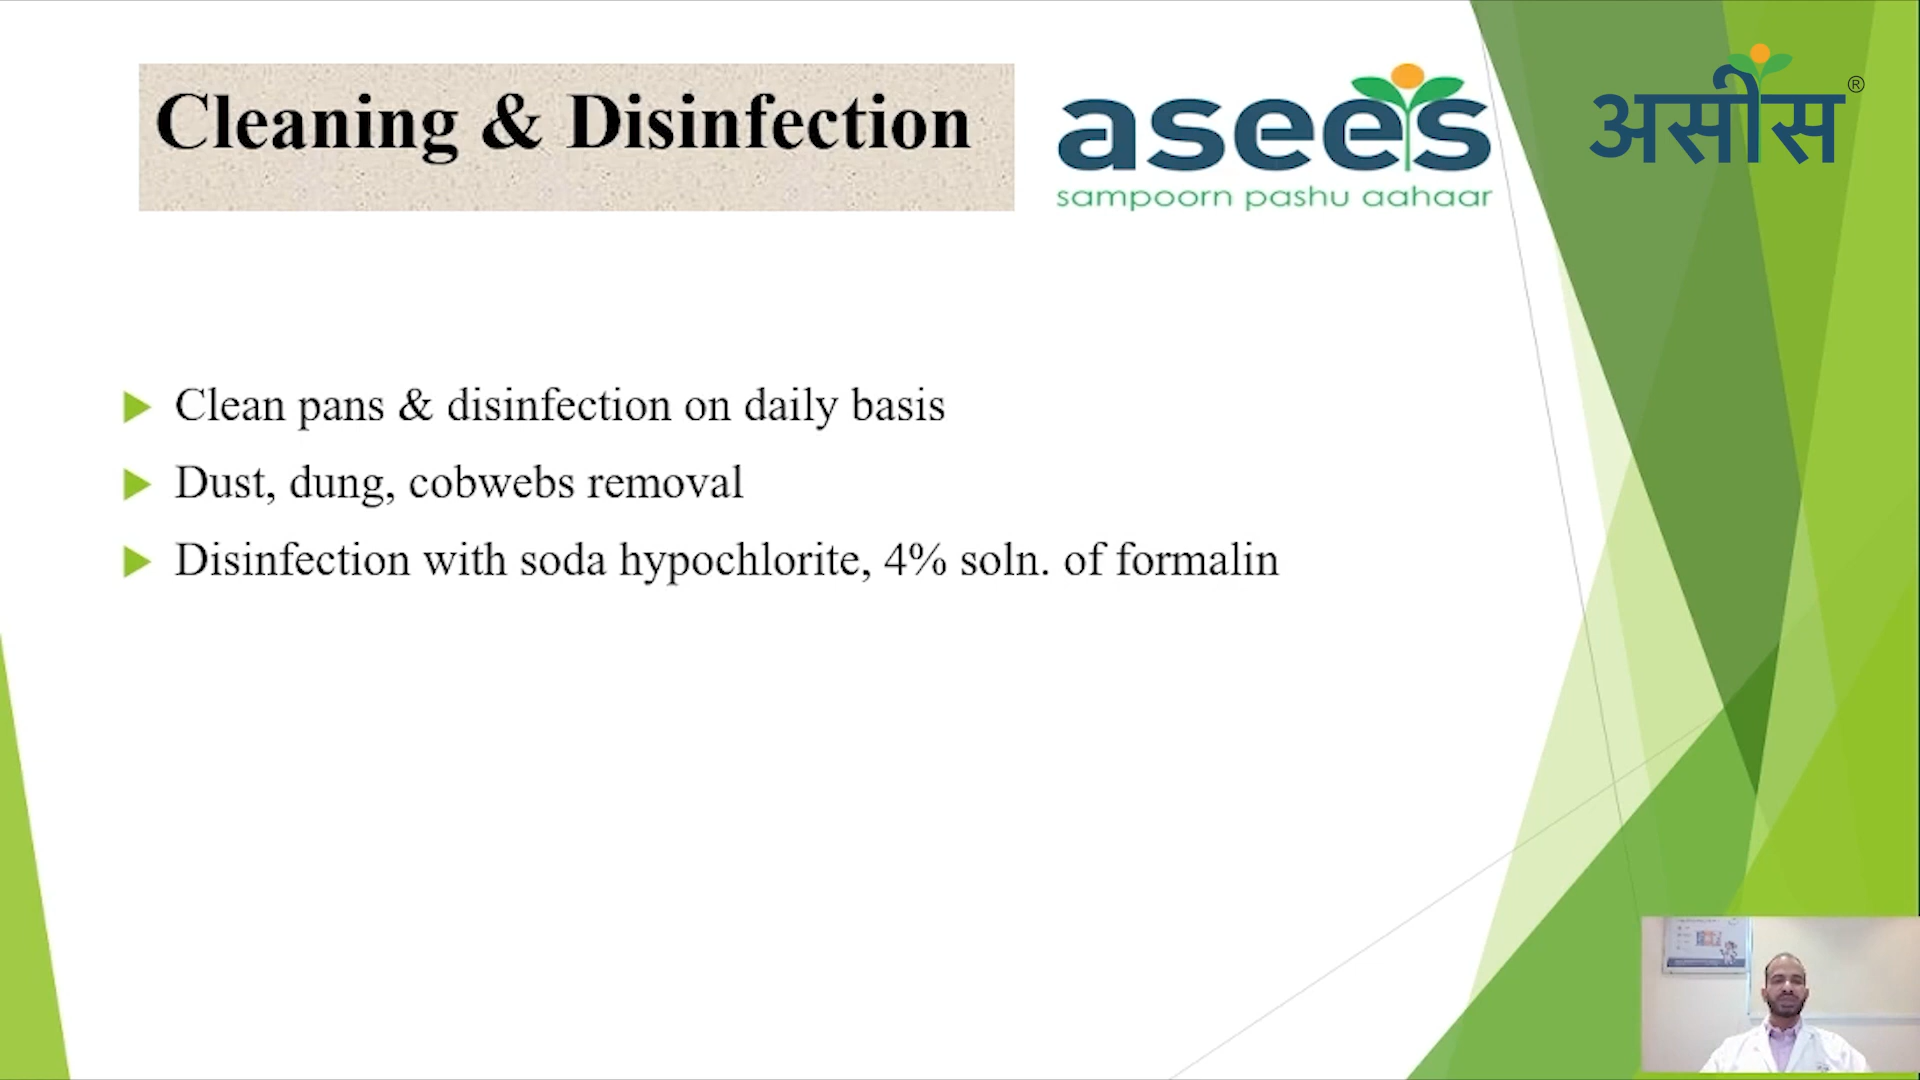 Cleaning & Disinfection
asees
sampoorn pashu aahaar
असीस®
Clean pans & disinfection on daily basis
Dust, dung, cobwebs removal
Disinfection with soda hypochlorite, 4% soln. of formalin